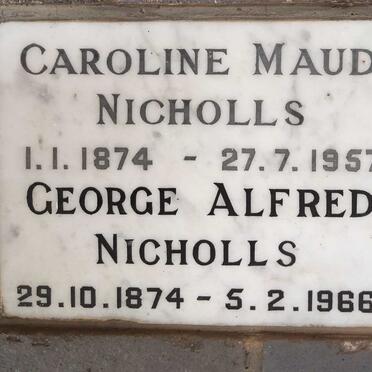 CAROLINE MAUD
NICHOLLS
1.1.1874 - 27.7.1957
GEORGE ALFRED
NICHOLLS
29.10.1874 - 5.2.1966